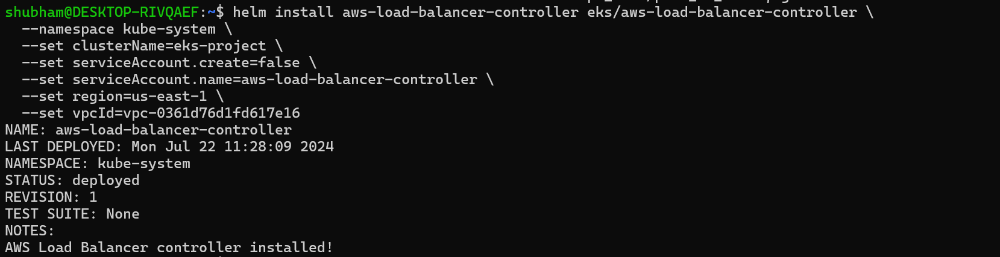 shubham@DESKTOP-RIVQAEF:~$ helm install aws-load-balancer-controller eks/aws-load-balancer-controller \
  --namespace kube-system \
  --set clusterName=eks-project \
  --set serviceAccount.create=false \
  --set serviceAccount.name=aws-load-balancer-controller \
  --set region=us-east-1 \
  --set vpcId=vpc-0361d76d1fd617e16
NAME: aws-load-balancer-controller
LAST DEPLOYED: Mon Jul 22 11:28:09 2024
NAMESPACE: kube-system
STATUS: deployed
REVISION: 1
TEST SUITE: None
NOTES:
AWS Load Balancer controller installed!